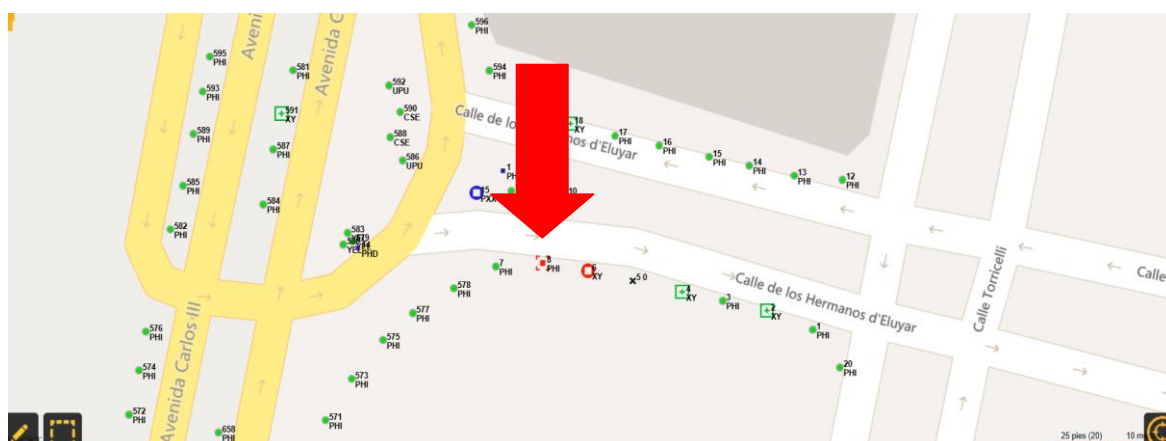 596
PHI
595
PHI
594
PHI
581
PHI
593
PHI
592
UPU
591
XY
590
CSE
589
PHI
588
CSE
587
PHI
586
UPU
585
PHI
584
PHI
582
PHI
583
PHD
Avenida
Avenida G
Calle de los
nos d'Eluyar
18
XY
17
PHI
16
PHI
15
PHI
14
PHI
13
PHI
12
PHI
1
15
PXX
10
7
PHI
8
PHI
6
XY
5 0
4
XY
3
PHI
2
XY
1
PHI
20
PHI
Calle de los Hermanos d'Eluyar
Calle Torricelli
Calle
578
PHI
577
PHI
576
PHI
575
PHI
574
PHI
573
PHI
572
PHI
571
PHI
658
PHI
Avenida Carlos III
25 pies (20)
10 m